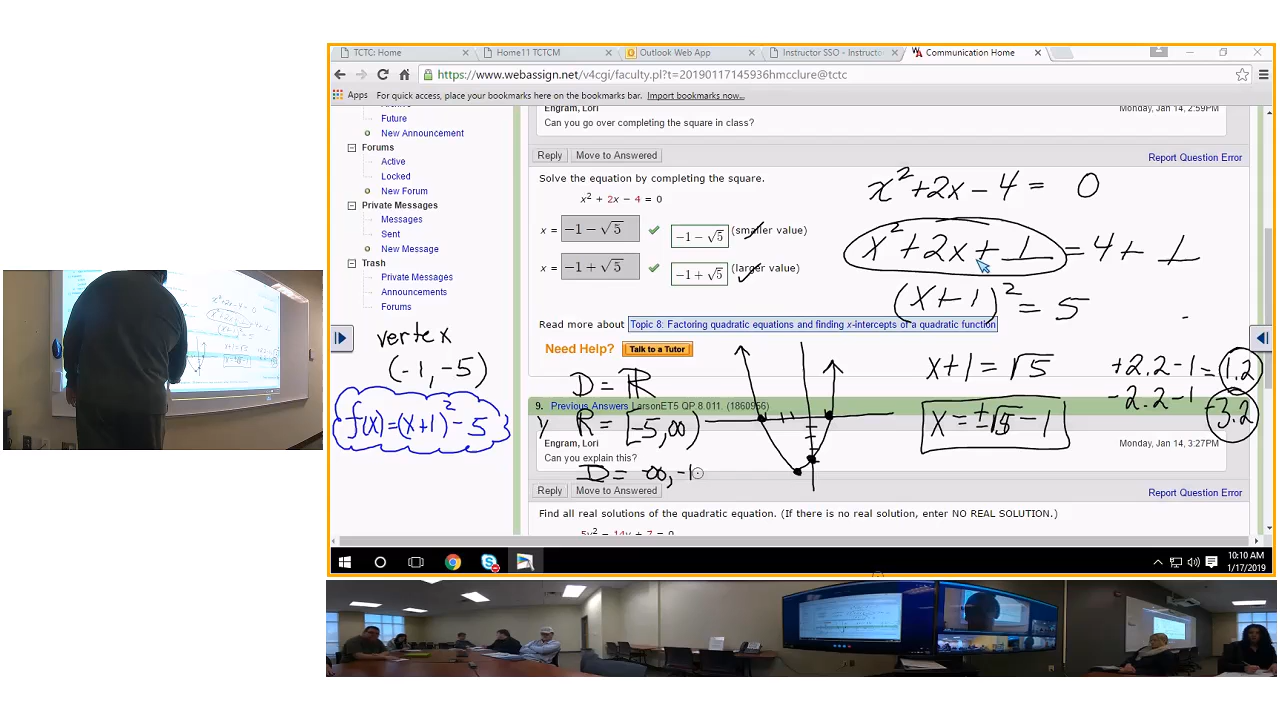 TCTC: Home
Home11 TCTCM
Outlook Web App
Instructor SSO - Instructo
Communication Home
https://www.webassign.net/v4cgi/faculty.pl?t=20190117145936hmcclure@tctc
Apps
For quick access, place your bookmarks here on the bookmarks bar. Import bookmarks now...
Future
New Announcement
Forums
Active
Locked
New Forum
Private Messages
Messages
Sent
New Message
Trash
Private Messages
Announcements
Forums
vertex
(-1, -5)
f(x)=(x+1)²-5
Engram, Lori
Monday, Jan 14, 2:59PM
Can you go over completing the square in class?
Reply
Move to Answered
Report Question Error
Solve the equation by completing the square.
x² + 2x − 4 = 0
x = −1 − √5
−1 − √5
(smaller value)
x = −1 + √5
−1 + √5
(larger value)
Read more about
Topic 8: Factoring quadratic equations and finding x-intercepts of a quadratic function
Need Help?
Talk to a Tutor
x²+2x-4= 0
x²+2x+ 1 = 4+ 1
(x+1)² = 5
x+1 = √5
x = ±√5 -1
+2.2-1 = 1.2
-2.2-1 -3.2
D = ℝ
9. Previous Answers LarsonET5 QP.8.011.
y R = [-5,∞)
Engram, Lori
Monday, Jan 14, 3:27PM
Can you explain this?
D = -∞, -1
Reply
Move to Answered
Report Question Error
Find all real solutions of the quadratic equation. (If there is no real solution, enter NO REAL SOLUTION.)
5y² − 14y + 7 = 0
10:10 AM
1/17/2019